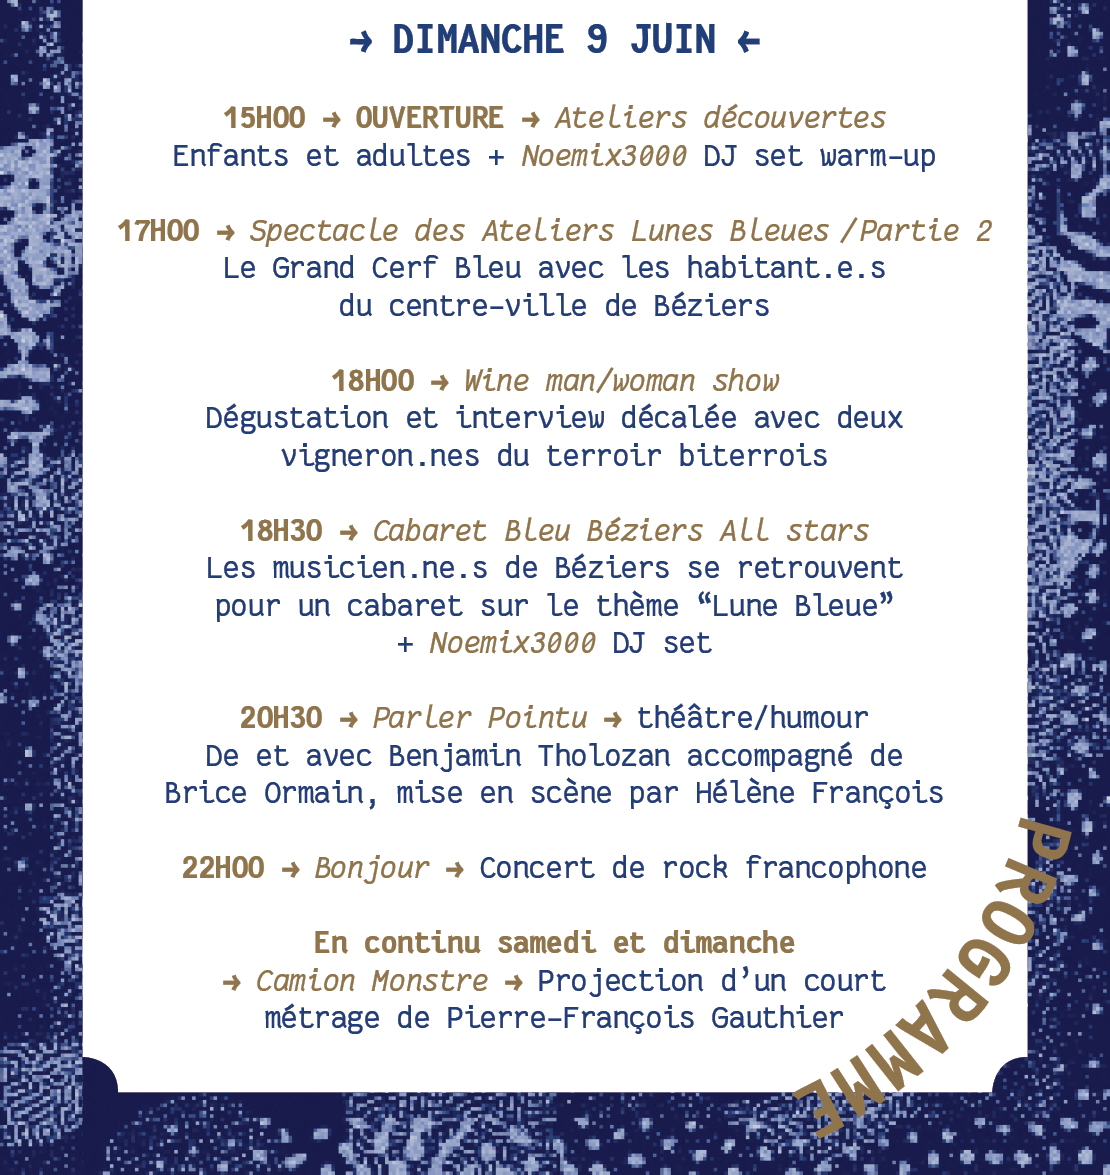 → DIMANCHE 9 JUIN ←
15H00 → OUVERTURE → Ateliers découvertes
Enfants et adultes + Noemix3000 DJ set warm-up
17H00 → Spectacle des Ateliers Lunes Bleues /Partie 2
Le Grand Cerf Bleu avec les habitant.e.s
du centre-ville de Béziers
18H00 → Wine man/woman show
Dégustation et interview décalée avec deux
vigneron.nes du terroir biterrois
18H30 → Cabaret Bleu Béziers All stars
Les musicien.ne.s de Béziers se retrouvent
pour un cabaret sur le thème “Lune Bleue”
+ Noemix3000 DJ set
20H30 → Parler Pointu → théâtre/humour
De et avec Benjamin Tholozan accompagné de
Brice Ormain, mise en scène par Hélène François
22H00 → Bonjour → Concert de rock francophone
En continu samedi et dimanche
→ Camion Monstre → Projection d’un court
métrage de Pierre-François Gauthier
PROGRAMME